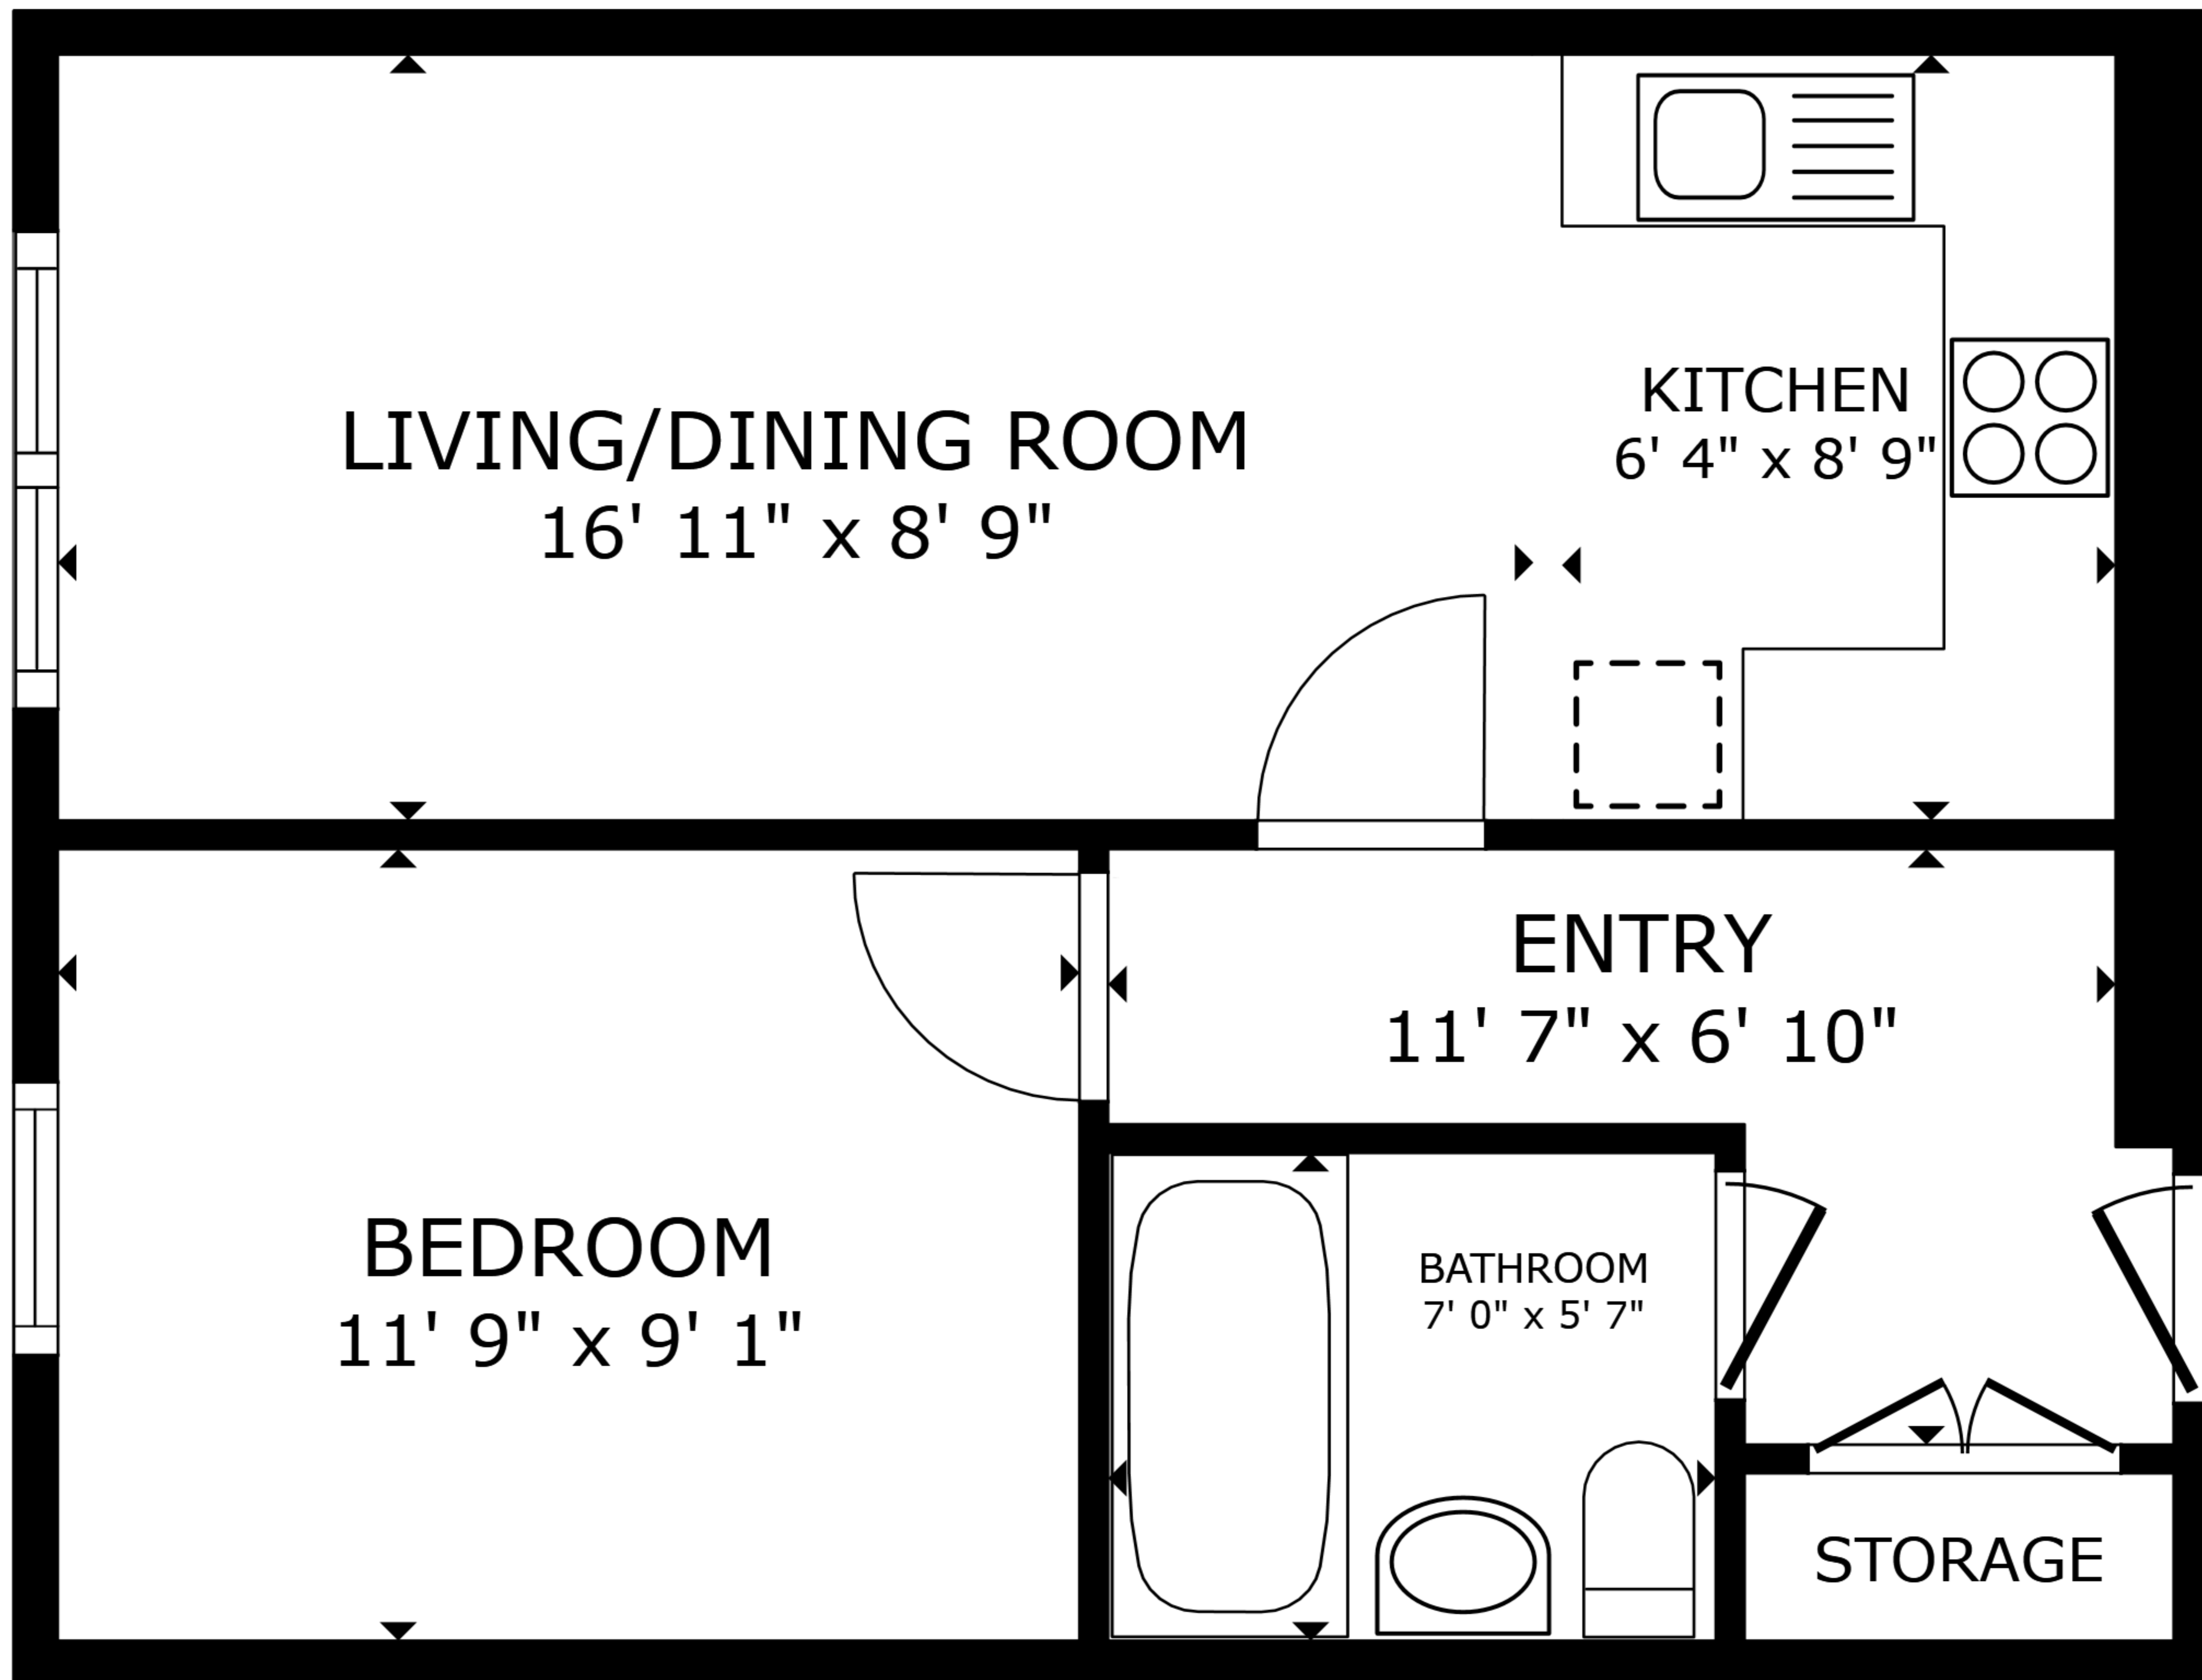 LIVING/DINING ROOM
16' 11" x 8' 9"
KITCHEN
6' 4" x 8' 9"
ENTRY
11' 7" x 6' 10"
BEDROOM
11' 9" x 9' 1"
BATHROOM
7' 0" x 5' 7"
STORAGE